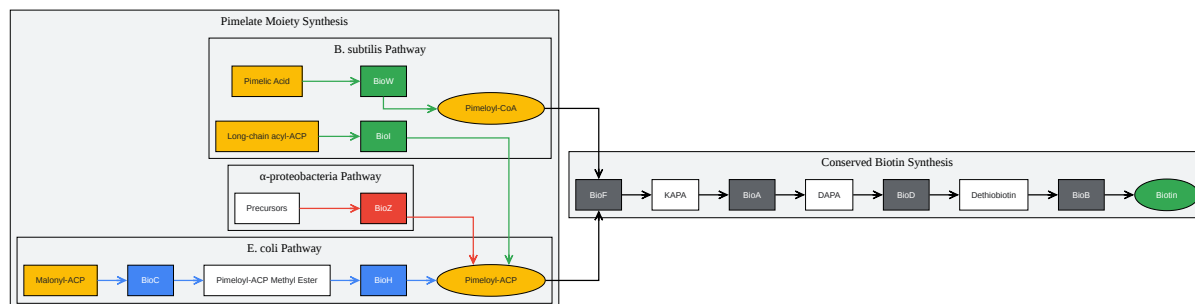 Pimelate Moiety Synthesis
B. subtilis Pathway
Pimelic Acid
BioW
Pimeloyl-CoA
Long-chain acyl-ACP
BioI
α-proteobacteria Pathway
Precursors
BioZ
E. coli Pathway
Malonyl-ACP
BioC
Pimeloyl-ACP Methyl Ester
BioH
Pimeloyl-ACP
Conserved Biotin Synthesis
BioF
KAPA
BioA
DAPA
BioD
Dethiobiotin
BioB
Biotin